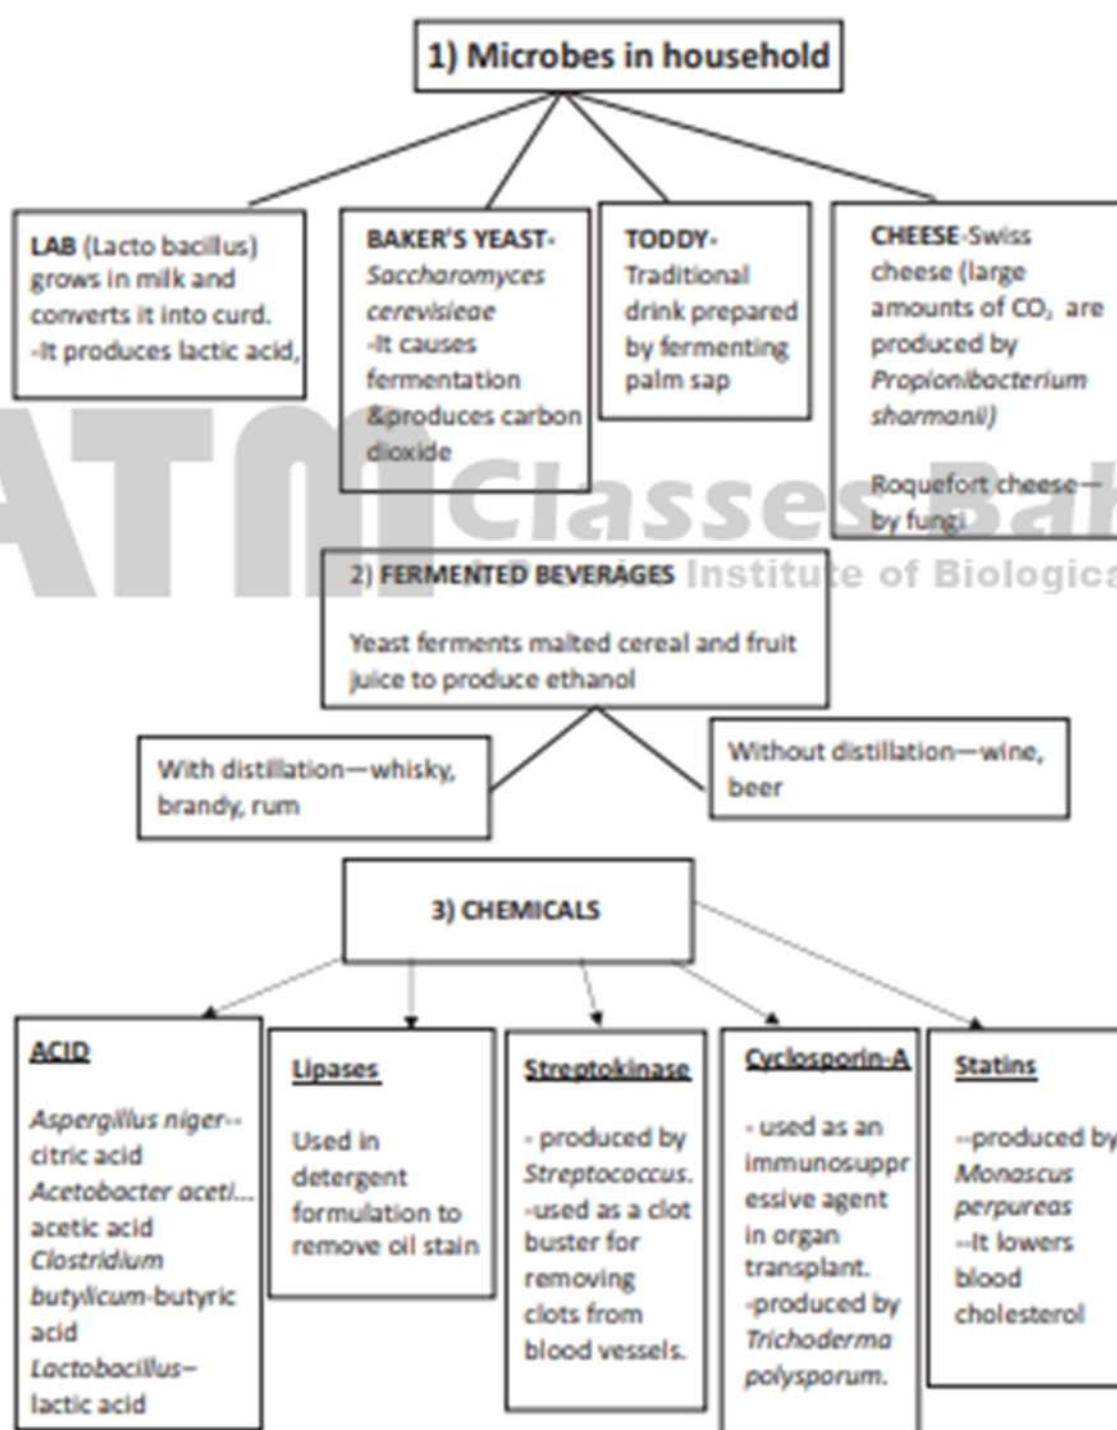 1) Microbes in household
LAB (Lacto bacillus)
grows in milk and
converts it into curd.
-It produces lactic acid,
BAKER'S YEAST-
Saccharomyces
cerevisieae
-It causes
fermentation
&produces carbon
dioxide
TODDY-
Traditional
drink prepared
by fermenting
palm sap
CHEESE-Swiss
cheese (large
amounts of CO₂ are
produced by
Propionibacterium
sharmanii)
Roquefort cheese—
by fungi
ATM Classes
Institute of
2) FERMENTED BEVERAGES
Yeast ferments malted cereal and fruit
juice to produce ethanol
With distillation—whisky,
brandy, rum
Without distillation—wine,
beer
3) CHEMICALS
ACID
Aspergillus niger--
citric acid
Acetobacter aceti...
acetic acid
Clostridium
butylicum-butyric
acid
Lactobacillus–
lactic acid
Lipases
Used in
detergent
formulation to
remove oil stain
Streptokinase
- produced by
Streptococcus.
-used as a clot
buster for
removing
clots from
blood vessels.
Cyclosporin-A
- used as an
immunosuppr
essive agent
in organ
transplant.
-produced by
Trichoderma
polysporum.
Statins
--produced by
Monascus
perpureas
--It lowers
blood
cholesterol